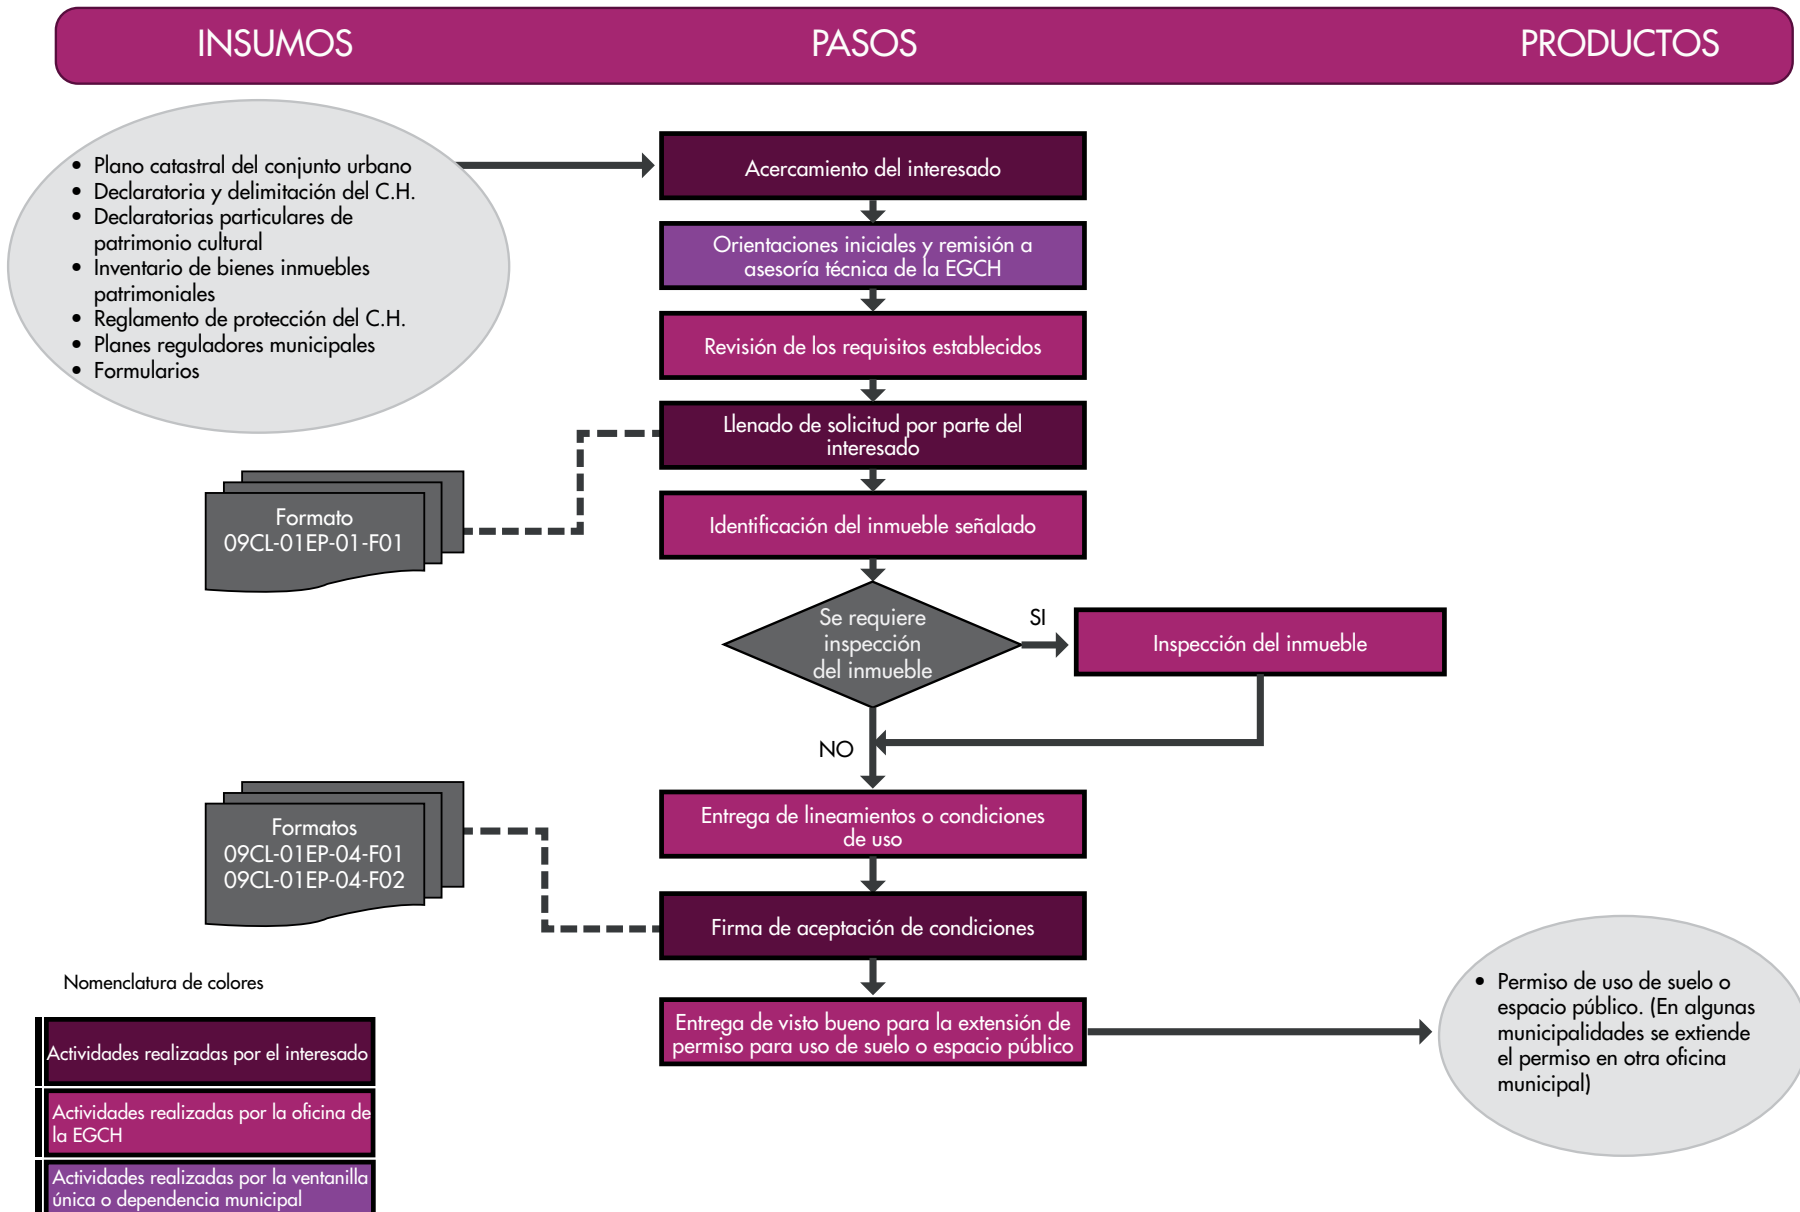 INSUMOS
PASOS
PRODUCTOS
• Plano catastral del conjunto urbano
• Declaratoria y delimitación del C.H.
• Declaratorias particulares de
patrimonio cultural
• Inventario de bienes inmuebles
patrimoniales
• Reglamento de protección del C.H.
• Planes reguladores municipales
• Formularios
Acercamiento del interesado
Orientaciones iniciales y remisión a
asesoría técnica de la EGCH
Revisión de los requisitos establecidos
Llenado de solicitud por parte del
interesado
Formato
09CL-01EP-01-F01
Identificación del inmueble señalado
Se requiere
inspección
del inmueble
SI
Inspección del inmueble
NO
Entrega de lineamientos o condiciones
de uso
Formatos
09CL-01EP-04-F01
09CL-01EP-04-F02
Firma de aceptación de condiciones
Entrega de visto bueno para la extensión de
permiso para uso de suelo o espacio público
• Permiso de uso de suelo o
espacio público. (En algunas
municipalidades se extiende
el permiso en otra oficina
municipal)
Nomenclatura de colores
Actividades realizadas por el interesado
Actividades realizadas por la oficina de
la EGCH
Actividades realizadas por la ventanilla
única o dependencia municipal